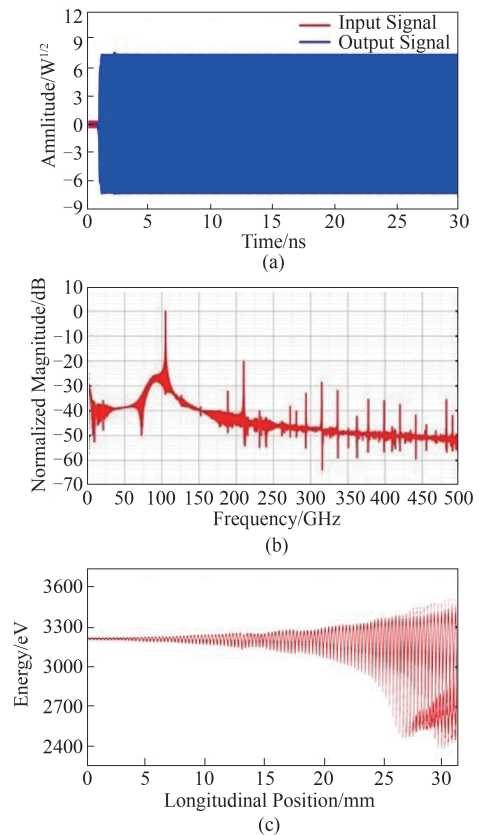 Input Signal
Output Signal
Amnlitude/W1/2
12
9
6
3
0
−3
−6
−9
0 5 10 15 20 25 30
Time/ns
(a)
Normalized Magnitude/dB
10
0
−10
−20
−30
−40
−50
−60
−70
0 50 100 150 200 250 300 350 400 450 500
Frequency/GHz
(b)
Energy/eV
3600
3300
3000
2700
2400
0 5 10 15 20 25 30
Longitudinal Position/mm
(c)